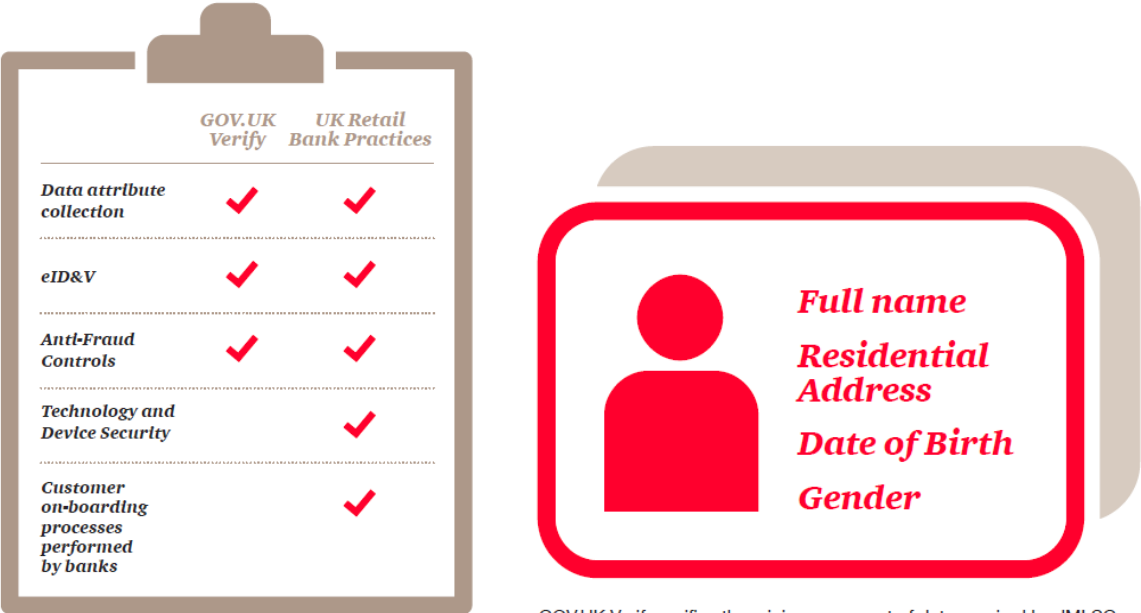 GOV.UK Verify
UK Retail Bank Practices
Data attribute
collection
eID&V
Anti-Fraud
Controls
Technology and
Device Security
Customer
on-boarding
processes
performed
by banks
Full name
Residential
Address
Date of Birth
Gender